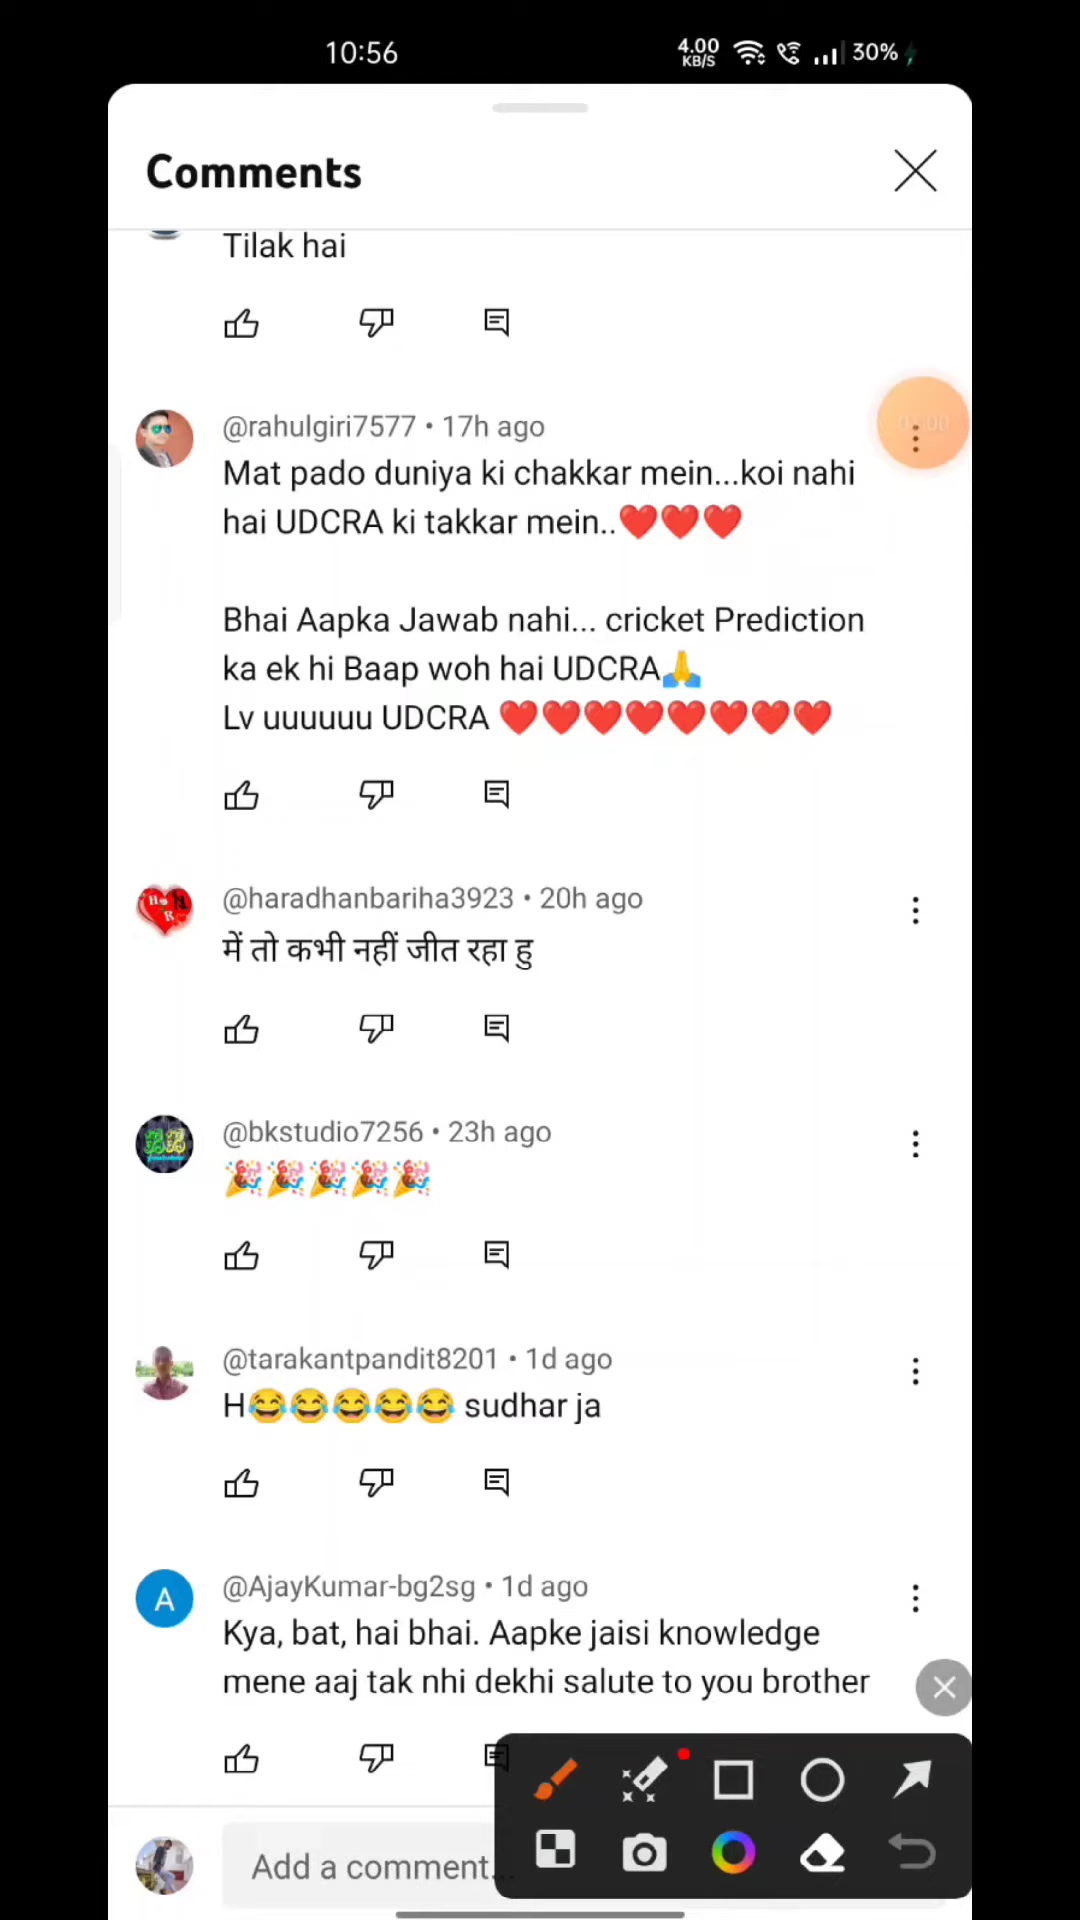 10:56
4.00
KB/S
30%
Comments
Tilak hai
@rahulgiri7577 • 17h ago
Mat pado duniya ki chakkar mein...koi nahi
hai UDCRA ki takkar mein..❤️❤️❤️
Bhai Aapka Jawab nahi... cricket Prediction
ka ek hi Baap woh hai UDCRA🙏
Lv uuuuuu UDCRA ❤️❤️❤️❤️❤️❤️❤️❤️
@haradhanbariha3923 • 20h ago
में तो कभी नहीं जीत रहा हु
@bkstudio7256 • 23h ago
🎉🎉🎉🎉🎉
@tarakantpandit8201 • 1d ago
H😂😂😂😂😂 sudhar ja
A
@AjayKumar-bg2sg • 1d ago
Kya, bat, hai bhai. Aapke jaisi knowledge
mene aaj tak nhi dekhi salute to you brother
Add a comment...